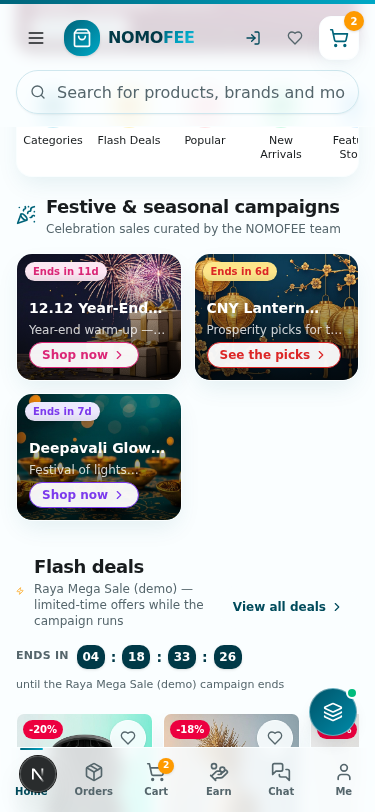 NOMOFEE
2
Search for products, brands and mo
Categories
Flash Deals
Popular
New
Arrivals
Featu
Sto
Festive & seasonal campaigns
Celebration sales curated by the NOMOFEE team
Ends in 11d
12.12 Year-End…
Year-end warm-up —…
Shop now
Ends in 6d
CNY Lantern…
Prosperity picks for t…
See the picks
Ends in 7d
Deepavali Glow…
Festival of lights…
Shop now
Flash deals
Raya Mega Sale (demo) —
limited-time offers while the
campaign runs
View all deals
ENDS IN 04 : 18 : 33 : 26
until the Raya Mega Sale (demo) campaign ends
-20%
-18%
N
2
Home
Orders
Cart
Earn
Chat
Me